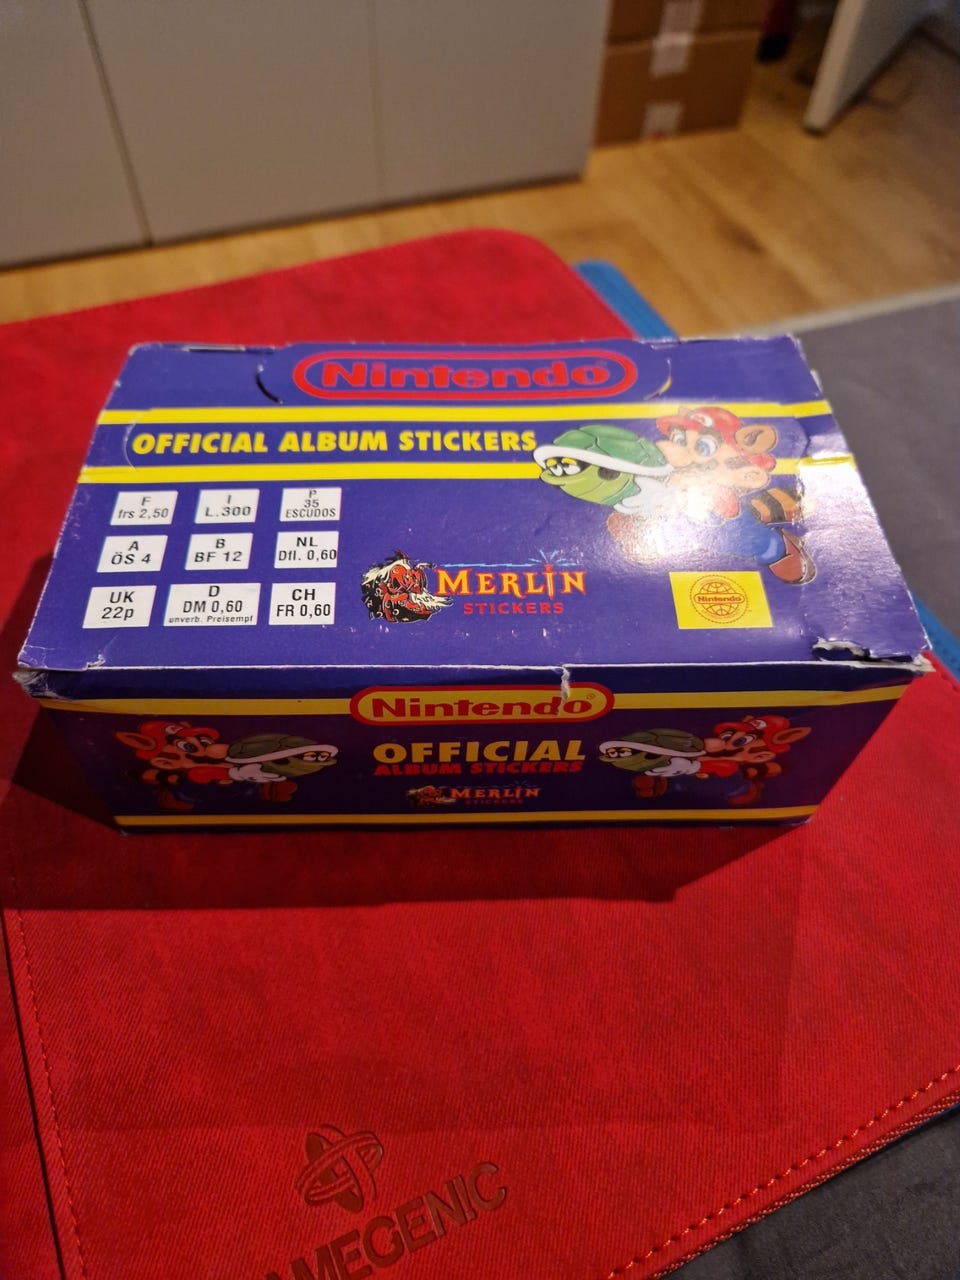 Nintendo®
OFFICIAL ALBUM STICKERS
F
frs 2,50
I
L.300
P
35
ESCUDOS
A
ÖS 4
B
BF 12
NL
Dfl. 0,60
UK
22p
D
DM 0,60
unverb. Preisempf
CH
FR 0,60
MERLIN
STICKERS
Nintendo
Nintendo®
OFFICIAL
ALBUM STICKERS
MERLIN
STICKERS
AMEGENIC